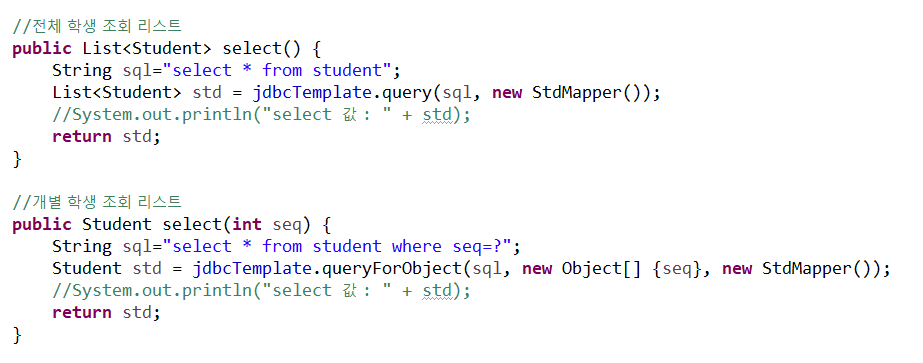 //전체 학생 조회 리스트
public List<Student> select() {
    String sql="select * from student";
    List<Student> std = jdbcTemplate.query(sql, new StdMapper());
    //System.out.println("select 값 : " + std);
    return std;
}
//개별 학생 조회 리스트
public Student select(int seq) {
    String sql="select * from student where seq=?";
    Student std = jdbcTemplate.queryForObject(sql, new Object[] {seq}, new StdMapper());
    //System.out.println("select 값 : " + std);
    return std;
}